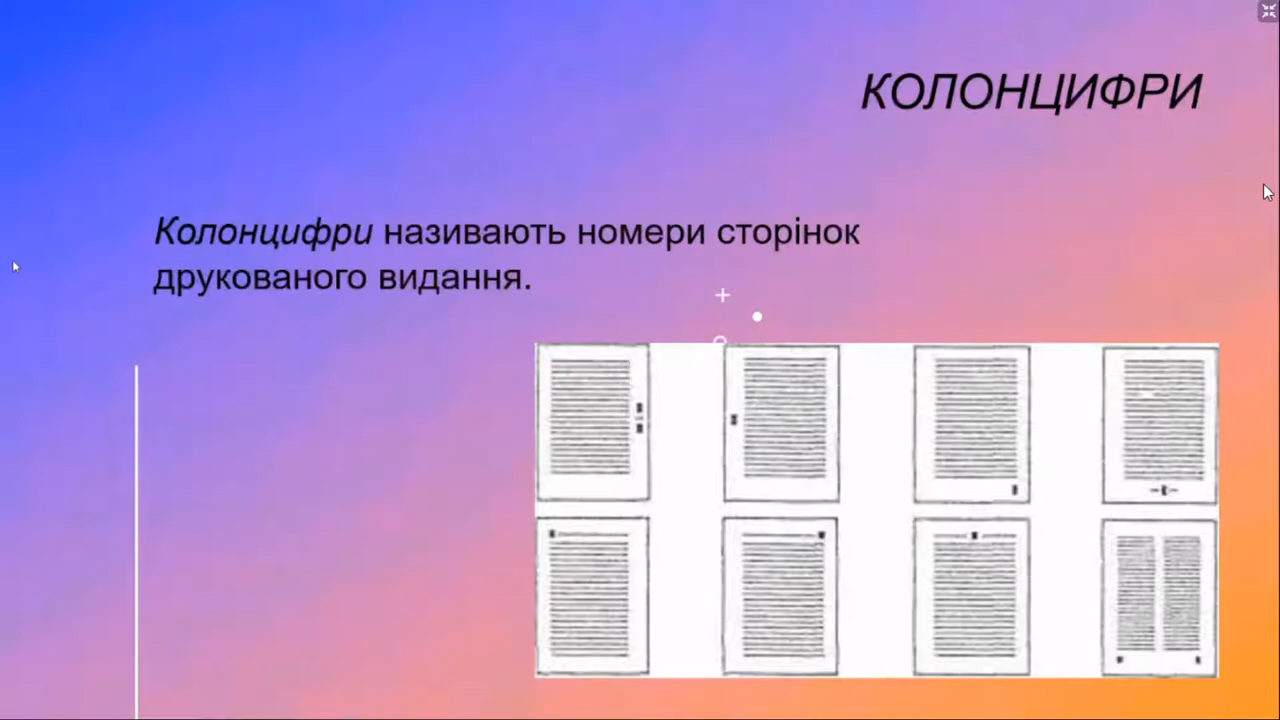 КОЛОНЦИФРИ
Колонцифри називають номери сторінок
друкованого видання.